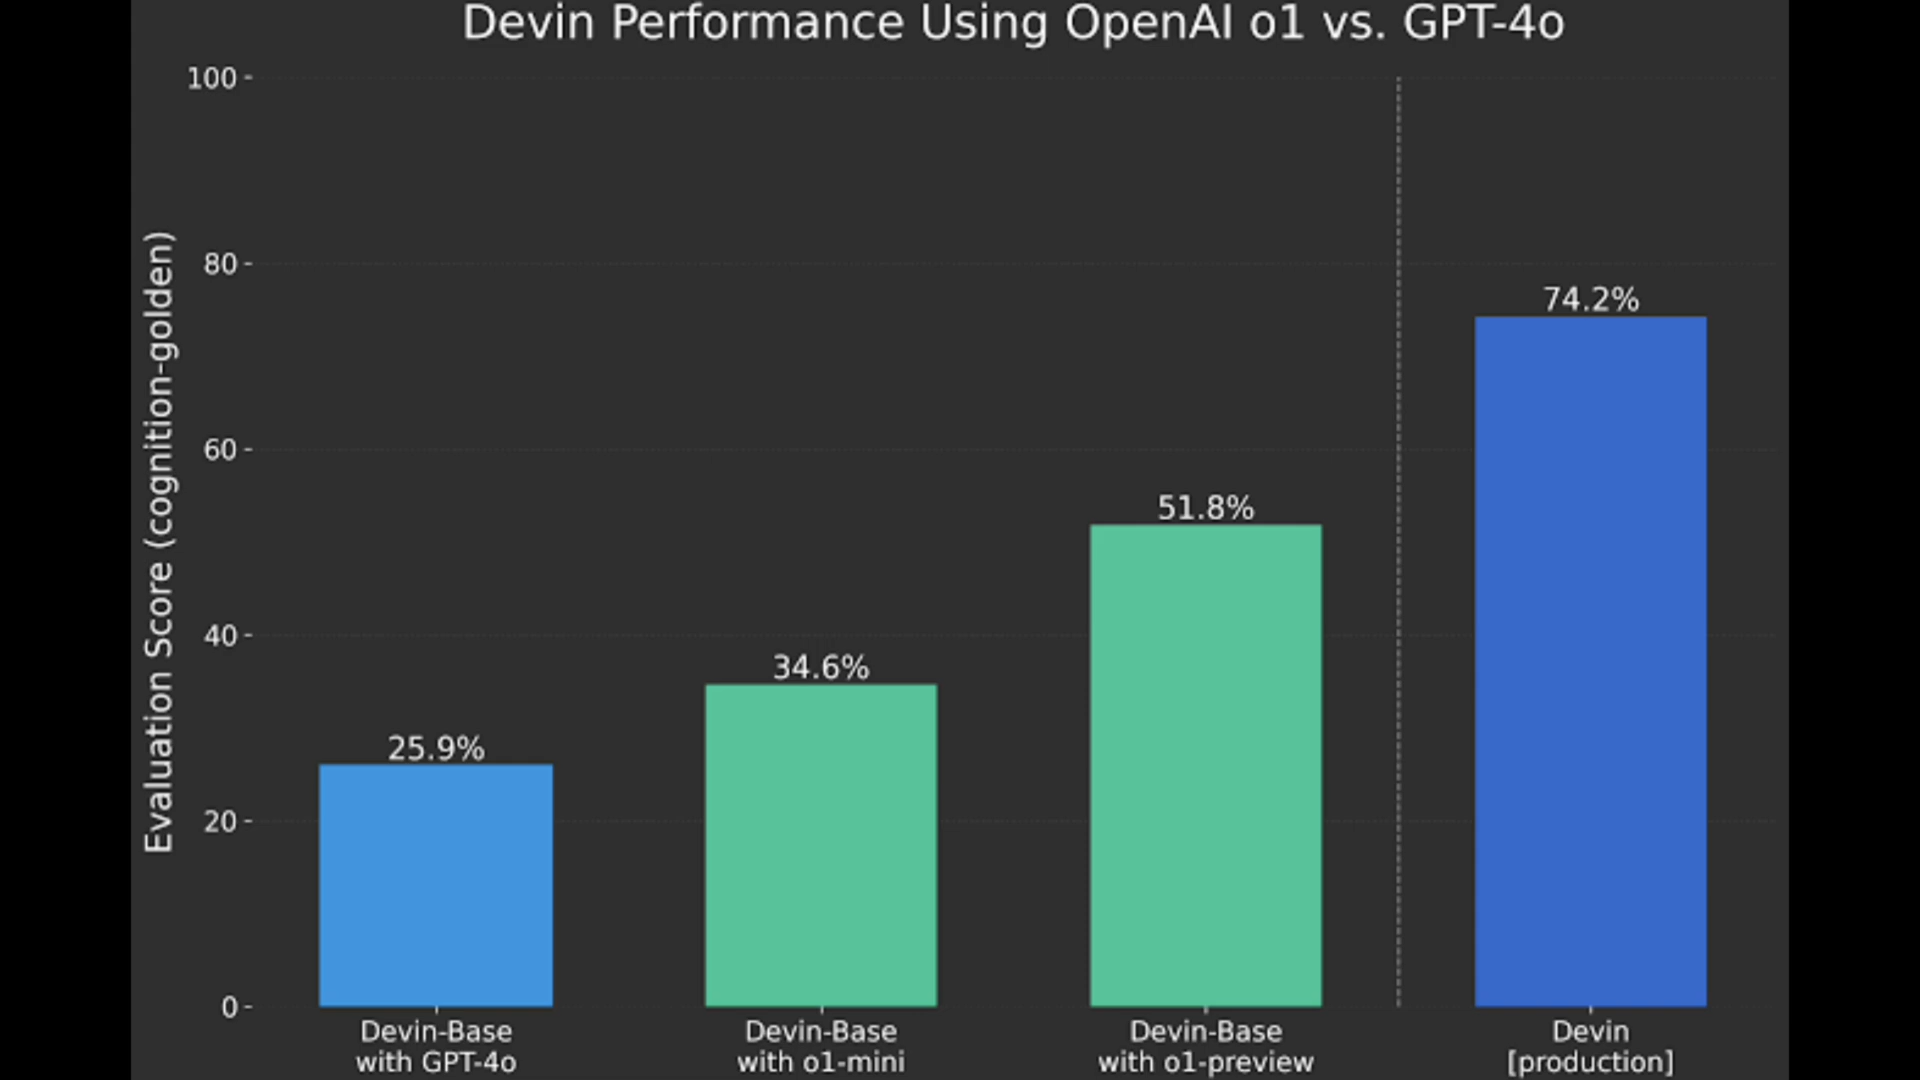 Devin Performance Using OpenAI o1 vs. GPT-4o
Evaluation Score (cognition-golden)
100
80
60
40
20
0
25.9%
34.6%
51.8%
74.2%
Devin-Base
with GPT-4o
Devin-Base
with o1-mini
Devin-Base
with o1-preview
Devin
[production]